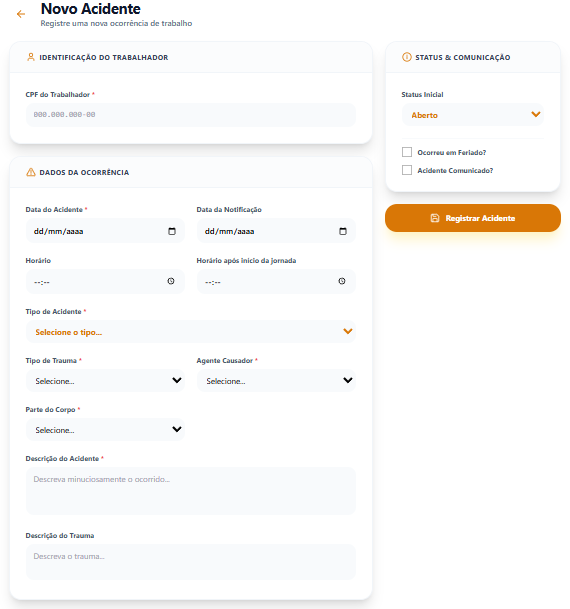 Novo Acidente
Registre uma nova ocorrência de trabalho
IDENTIFICAÇÃO DO TRABALHADOR
CPF do Trabalhador *
000.000.000-00
DADOS DA OCORRÊNCIA
Data do Acidente * Data da Notificação
dd/mm/aaaa dd/mm/aaaa
Horário Horário após início da jornada
--:-- --:--
Tipo de Acidente *
Selecione o tipo...
Tipo de Trauma * Agente Causador *
Selecione... Selecione...
Parte do Corpo *
Selecione...
Descrição do Acidente *
Descreva minuciosamente o ocorrido...
Descrição do Trauma
Descreva o trauma...
STATUS & COMUNICAÇÃO
Status Inicial
Aberto
Ocorreu em Feriado?
Acidente Comunicado?
Registrar Acidente